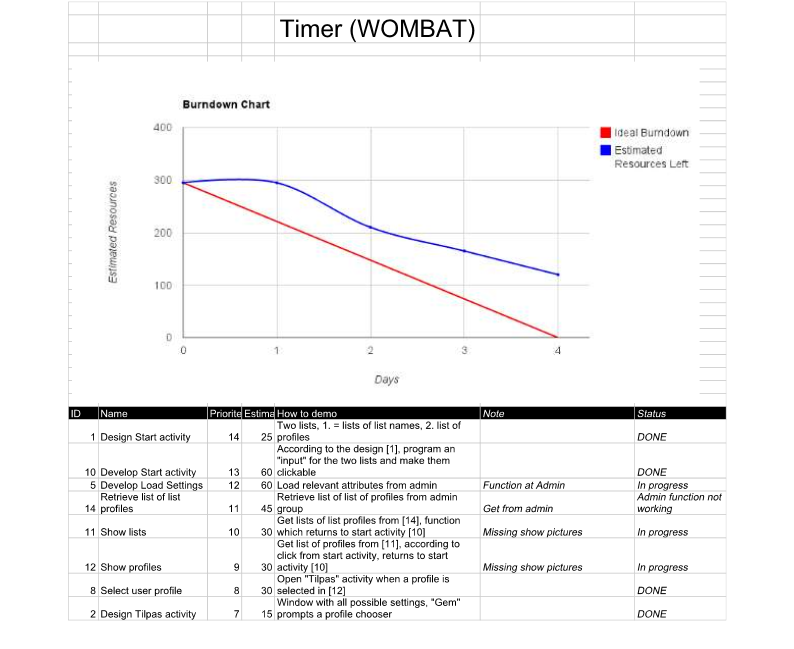 Timer (WOMBAT)
Burndown Chart
400
300
200
100
0
Estimated Resources
0 1 2 3 4
Days
Ideal Burndown
Estimated
Resources Left
ID Name Priorite Estima How to demo Note Status
Two lists, 1. = lists of list names, 2. list of
1 Design Start activity 14 25 profiles DONE
According to the design [1], program an
"input" for the two lists and make them
10 Develop Start activity 13 60 clickable DONE
5 Develop Load Settings 12 60 Load relevant attributes from admin Function at Admin In progress
Retrieve list of list Retrieve list of list of profiles from admin Admin function not
14 profiles 11 45 group Get from admin working
Get lists of list profiles from [14], function
11 Show lists 10 30 which returns to start activity [10] Missing show pictures In progress
Get list of profiles from [11], according to
click from start activity, returns to start
12 Show profiles 9 30 activity [10] Missing show pictures In progress
Open "Tilpas" activity when a profile is
8 Select user profile 8 30 selected in [12] DONE
Window with all possible settings, "Gem"
2 Design Tilpas activity 7 15 prompts a profile chooser DONE